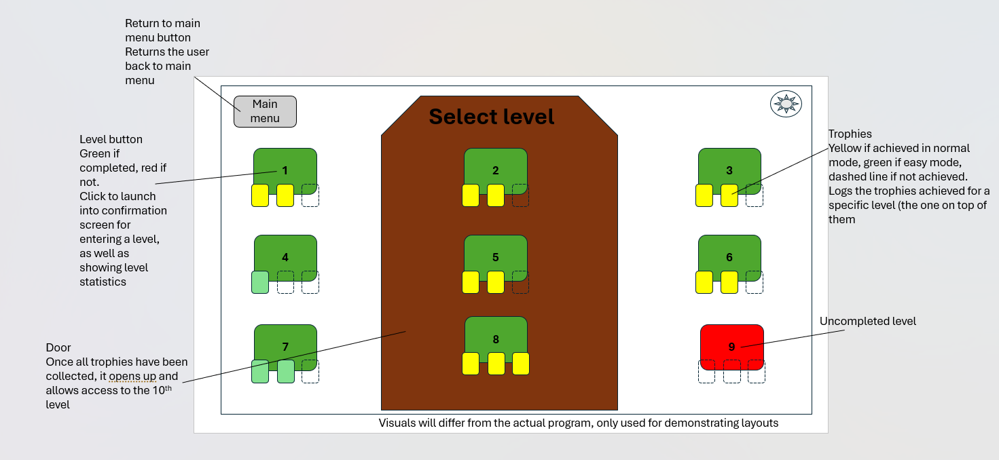 Return to main
menu button
Returns the user
back to main
menu
Main
menu
Select level
Level button
Green if
completed, red if
not.
Click to launch
into confirmation
screen for
entering a level,
as well as
showing level
statistics
Trophies
Yellow if achieved in normal
mode, green if easy mode,
dashed line if not achieved.
Logs the trophies achieved for a
specific level (the one on top of
them
1
2
3
4
5
6
7
8
9
Uncompleted level
Door
Once all trophies have been
collected, it opens up and
allows access to the 10th
level
Visuals will differ from the actual program, only used for demonstrating layouts